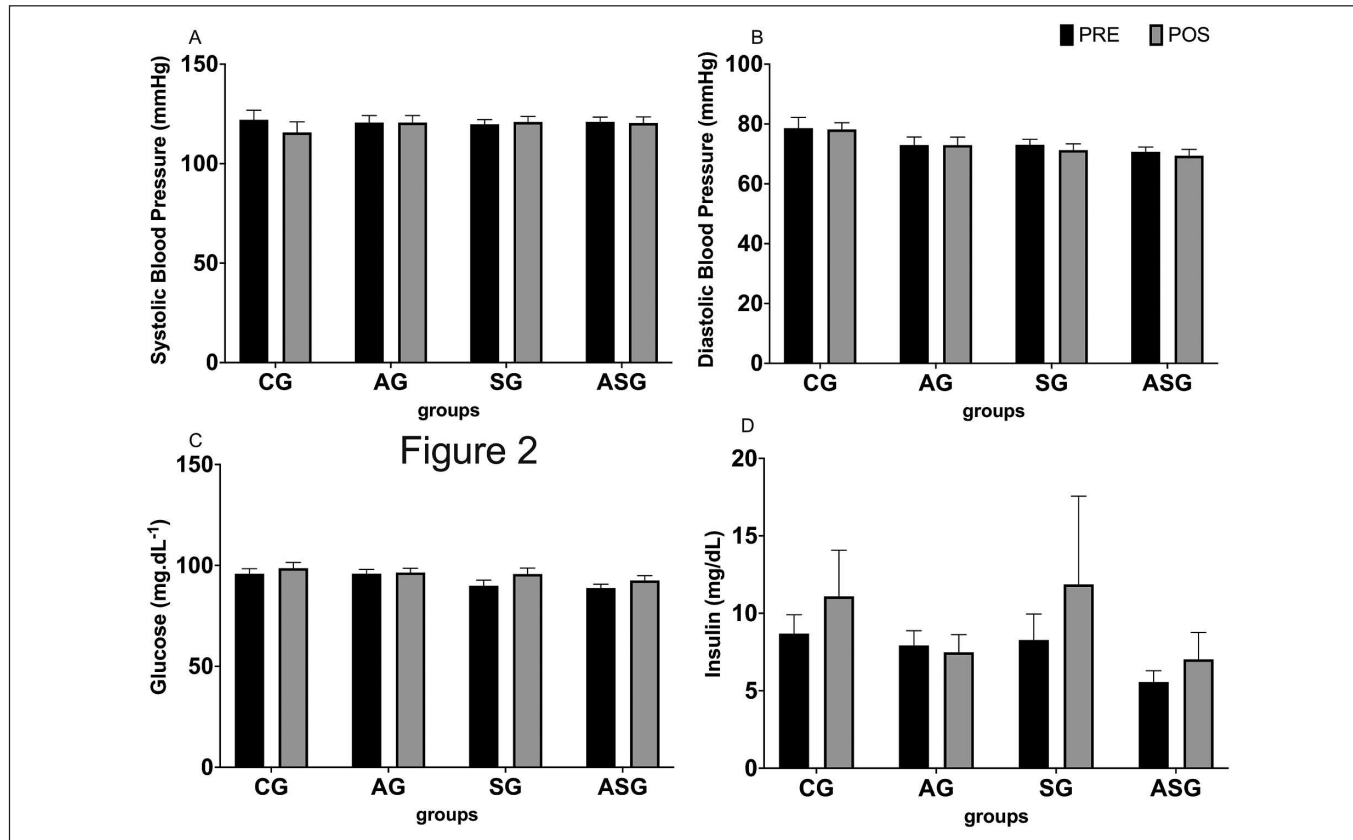 A
Systolic Blood Pressure (mmHg)
150
100
50
0
CG AG SG ASG
groups
B
PRE POS
Diastolic Blood Pressure (mmHg)
100
80
60
40
20
0
CG AG SG ASG
groups
C
Figure 2
Glucose (mg.dL⁻¹)
150
100
50
0
CG AG SG ASG
groups
D
Insulin (mg/dL)
20
15
10
5
0
CG AG SG ASG
groups